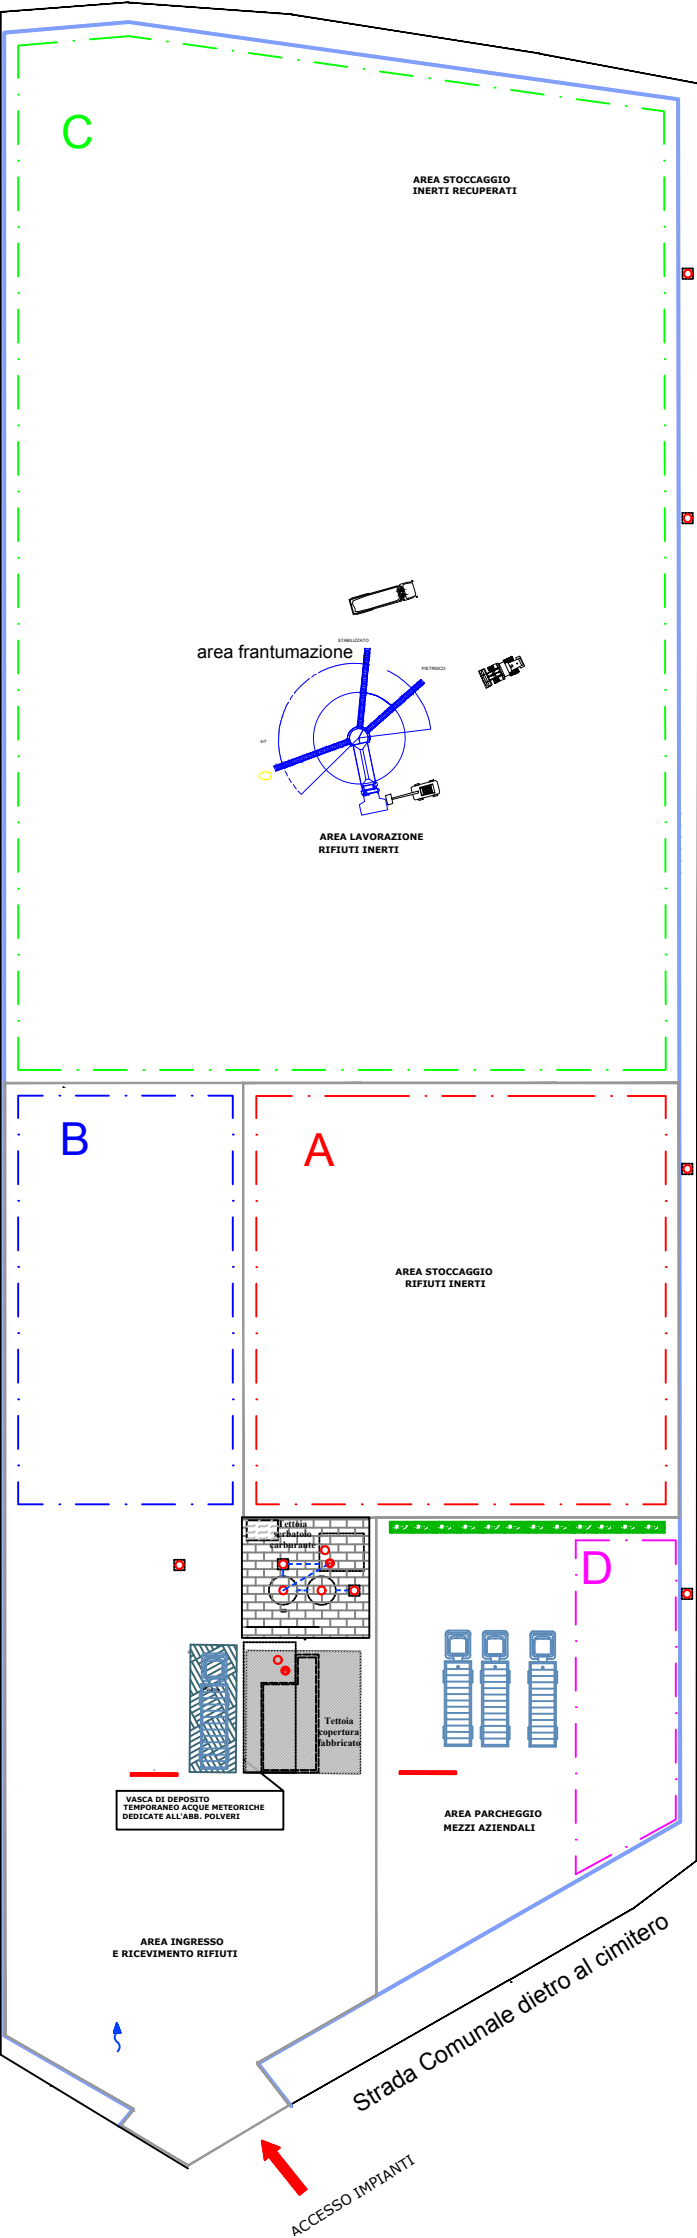 C
AREA STOCCAGGIO
INERTI RECUPERATI
STABILIZZATO
area frantumazione
PIETRISCO
AREA LAVORAZIONE
RIFIUTI INERTI
B
A
AREA STOCCAGGIO
RIFIUTI INERTI
Tettoia
serbatoio
carburante
D
Tettoia
copertura
fabbricato
VASCA DI DEPOSITO
TEMPORANEO ACQUE METEORICHE
DEDICATE ALL'ABB. POLVERI
AREA PARCHEGGIO
MEZZI AZIENDALI
AREA INGRESSO
E RICEVIMENTO RIFIUTI
Strada Comunale dietro al cimitero
ACCESSO IMPIANTI